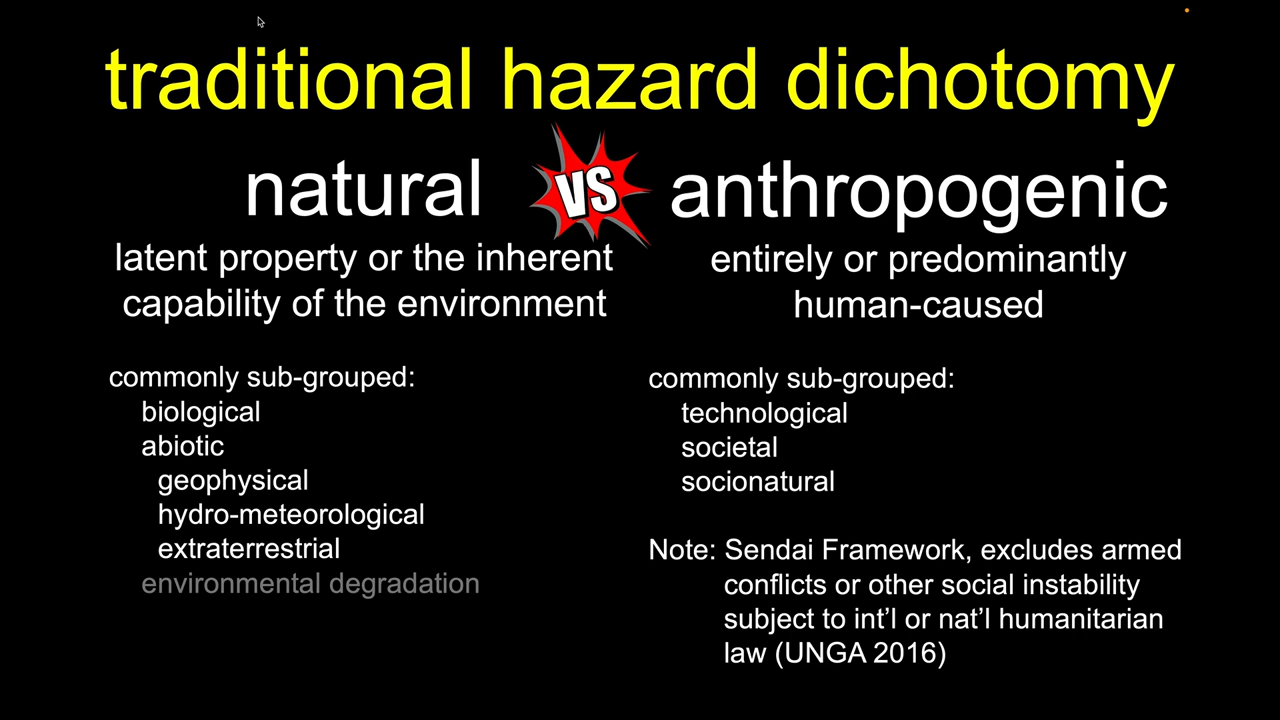 traditional hazard dichotomy
natural VS anthropogenic
latent property or the inherent
capability of the environment
entirely or predominantly
human-caused
commonly sub-grouped:
biological
abiotic
geophysical
hydro-meteorological
extraterrestrial
environmental degradation
commonly sub-grouped:
technological
societal
socionatural
Note: Sendai Framework, excludes armed
conflicts or other social instability
subject to int’l or nat’l humanitarian
law (UNGA 2016)